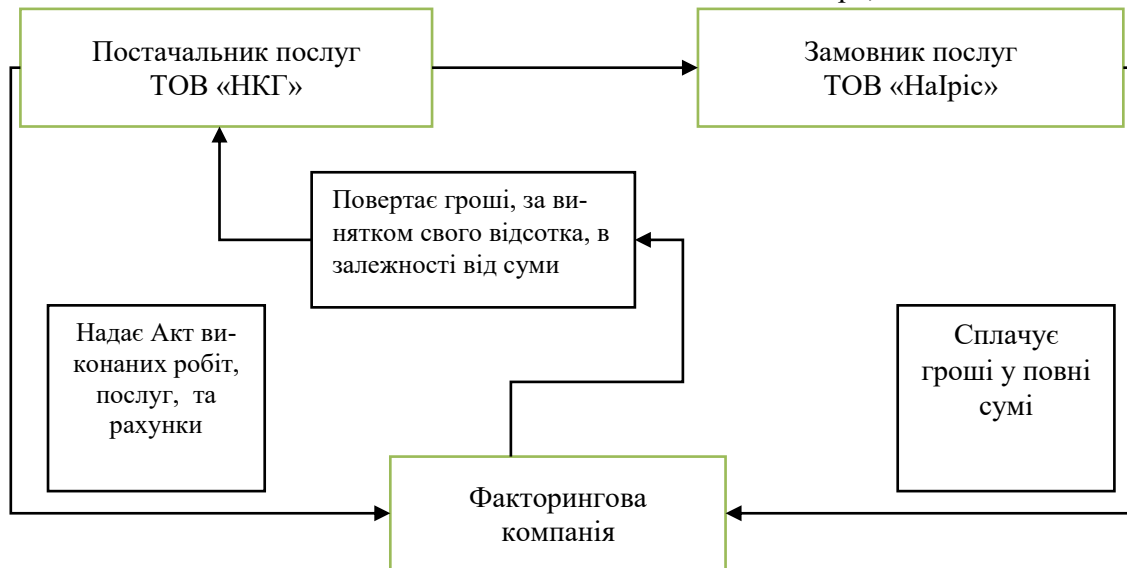 Постачальник послуг
ТОВ «НКГ»
Замовник послуг
ТОВ «НаІріс»
Повертає гроші, за ви-
нятком свого відсотка, в
залежності від суми
Надає Акт ви-
конаних робіт,
послуг, та
рахунки
Сплачує
гроші у повні
сумі
Факторингова
компанія